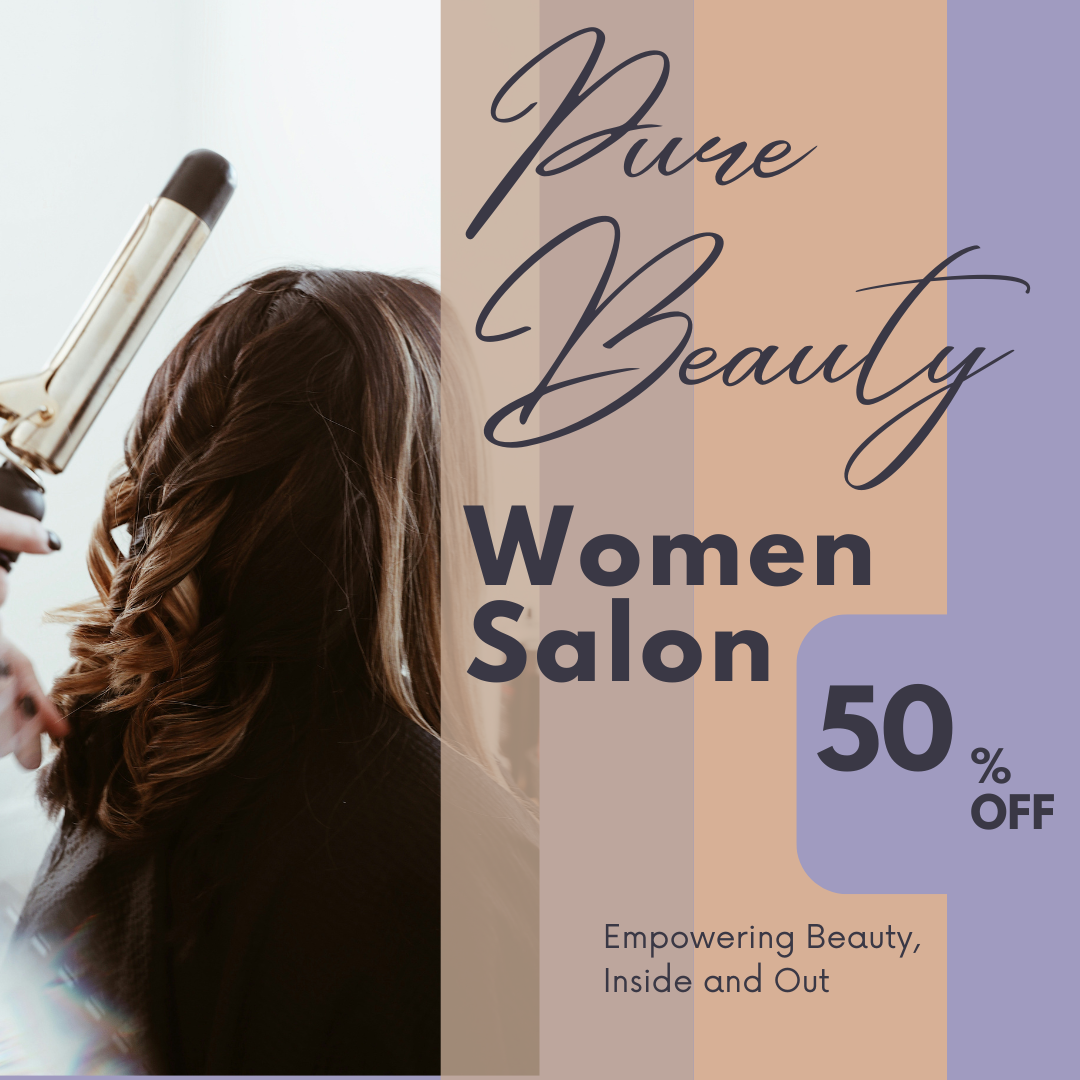 Pure
Beauty
Women
Salon
50
%
OFF
Empowering Beauty,
Inside and Out